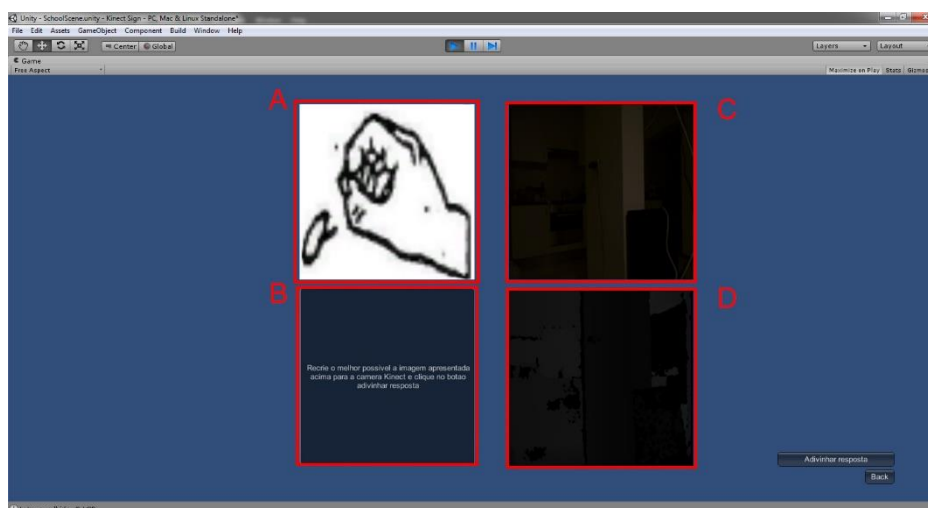 Unity - SchoolScene.unity - Kinect Sign - PC, Mac & Linux Standalone*
File Edit Assets GameObject Component Build Window Help
Center Global Layers Layout
Game
Free Aspect Maximize on Play Stats Gizmos
A C
B D
Recrie o melhor possivel a imagem apresentada
acima para a camera Kinect e clique no botao
adivinhar resposta
Adivinhar resposta
Back